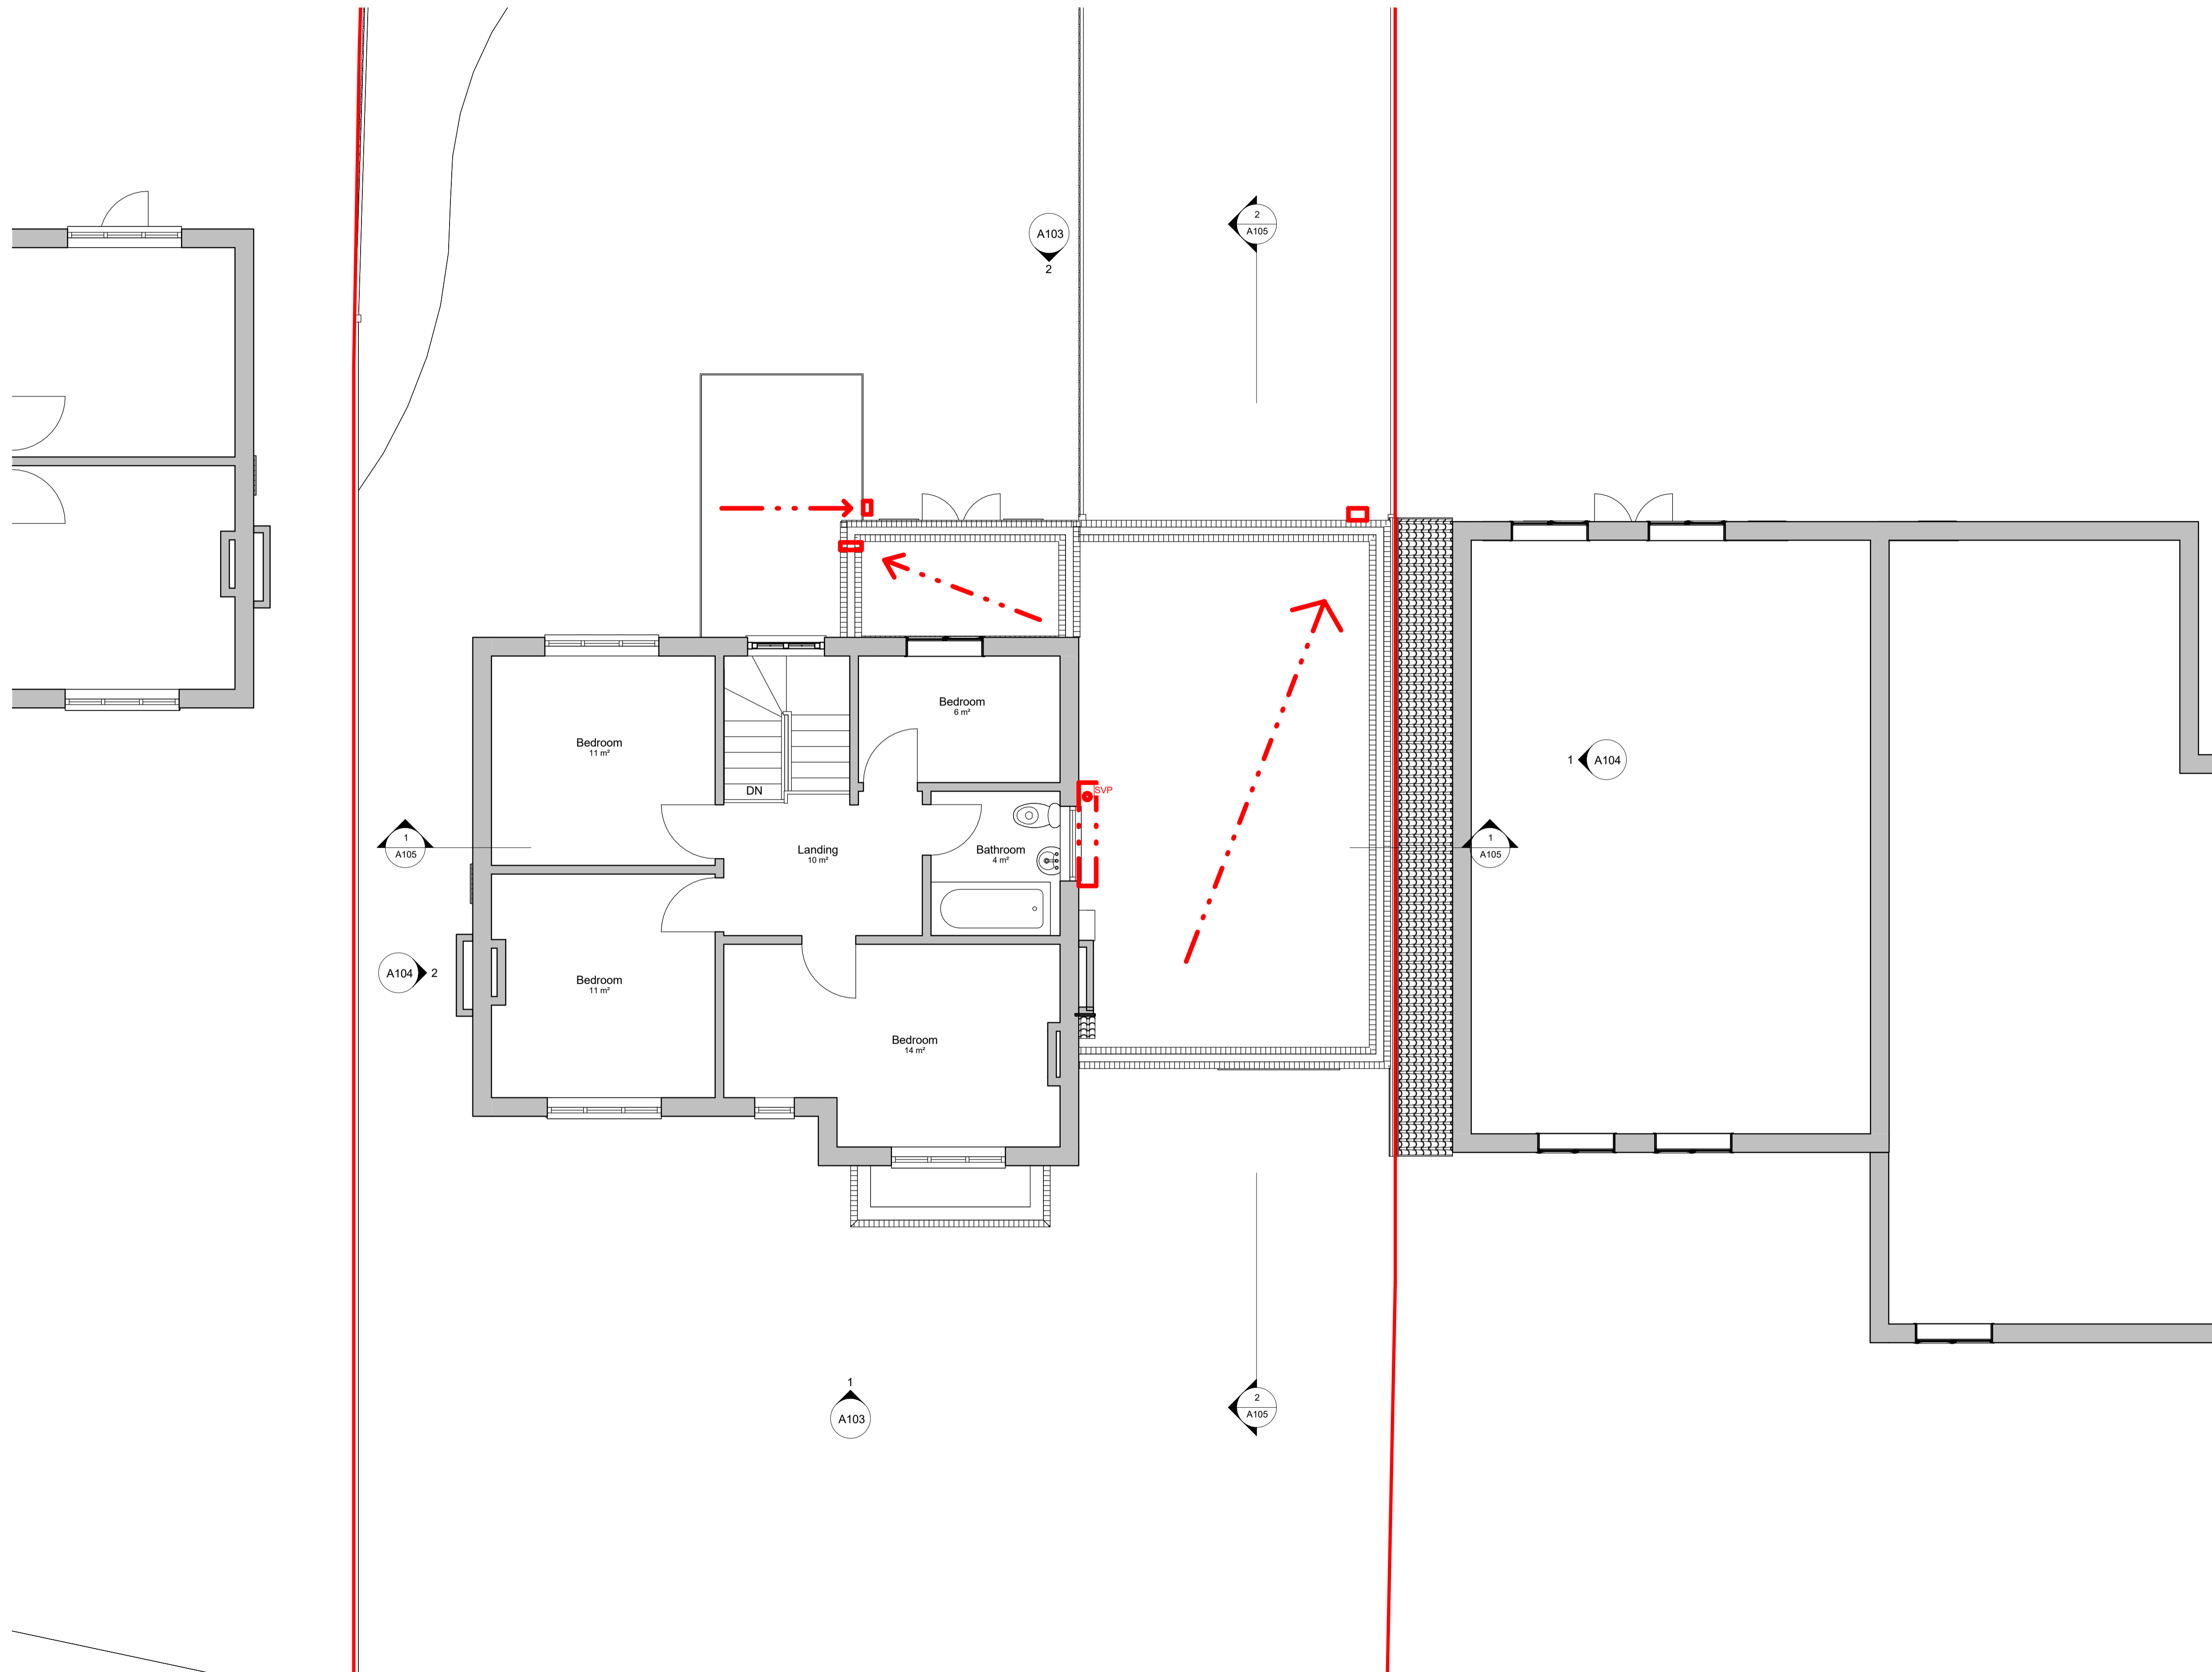 2
A105
A103
2
Bedroom
6 m²
Bedroom
11 m²
1
A104
DN
SVP
1
A105
Landing
10 m²
Bathroom
4 m²
1
A105
A104
2
Bedroom
11 m²
Bedroom
14 m²
1
A103
2
A105